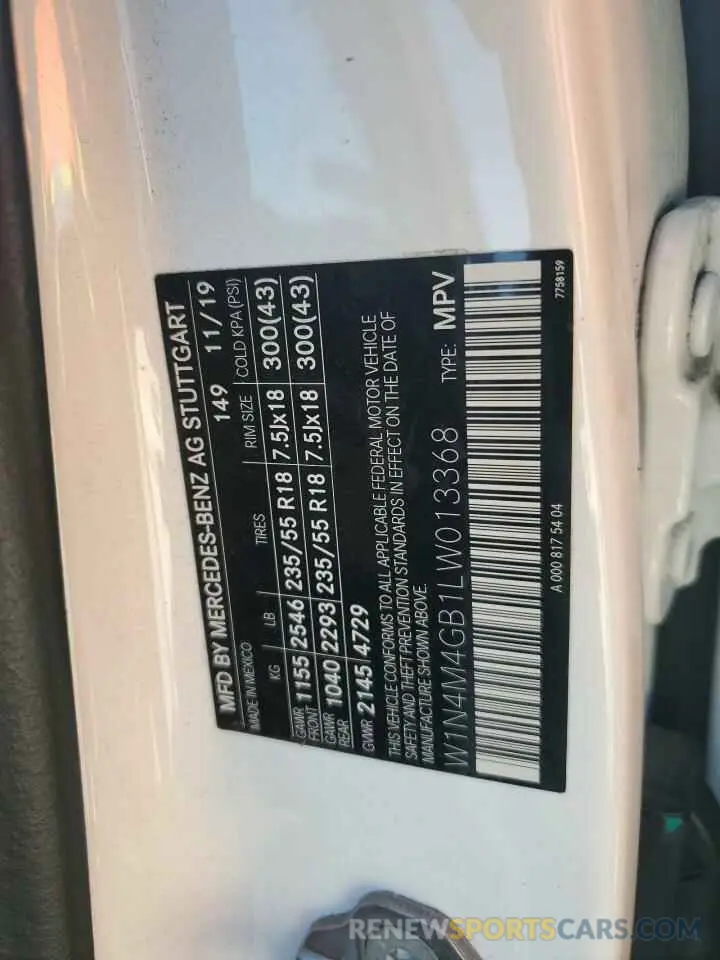 MFD BY MERCEDES-BENZ AG STUTTGART
MADE IN MEXICO 149 11/19
KG LB TIRES RIM SIZE COLD KPA (PSI)
GAWR FRONT 1155 2546 235/55 R18 7.5Jx18 300(43)
GAWR REAR 1040 2293 235/55 R18 7.5Jx18 300(43)
GVWR 2145 4729
THIS VEHICLE CONFORMS TO ALL APPLICABLE FEDERAL MOTOR VEHICLE
SAFETY AND THEFT PREVENTION STANDARDS IN EFFECT ON THE DATE OF
MANUFACTURE SHOWN ABOVE.
W1N4M4GB1LW013368 TYPE: MPV
A 000 817 54 04 7758159
RENEWSPORTSCARS.COM